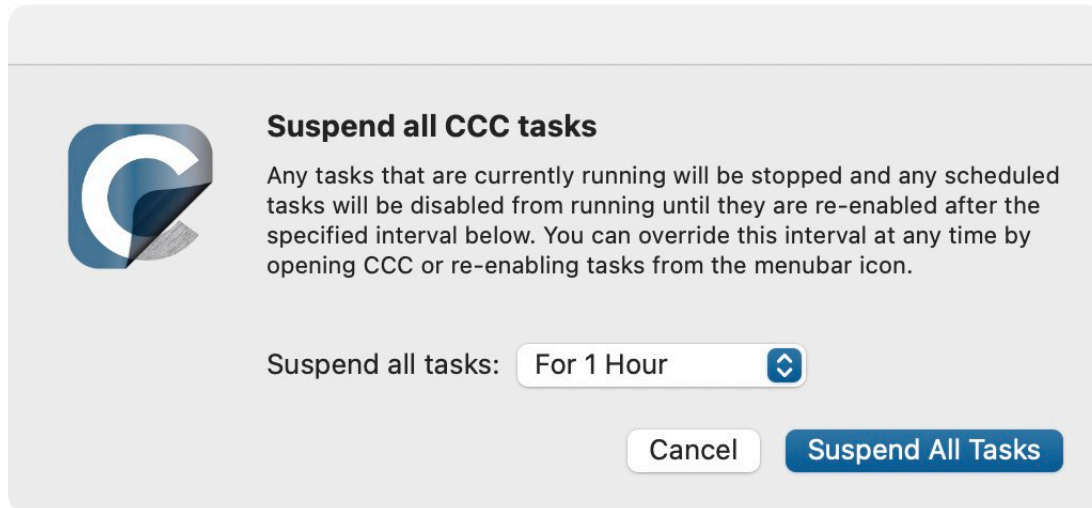 Suspend all CCC tasks
Any tasks that are currently running will be stopped and any scheduled
tasks will be disabled from running until they are re-enabled after the
specified interval below. You can override this interval at any time by
opening CCC or re-enabling tasks from the menubar icon.
Suspend all tasks: For 1 Hour
Cancel Suspend All Tasks